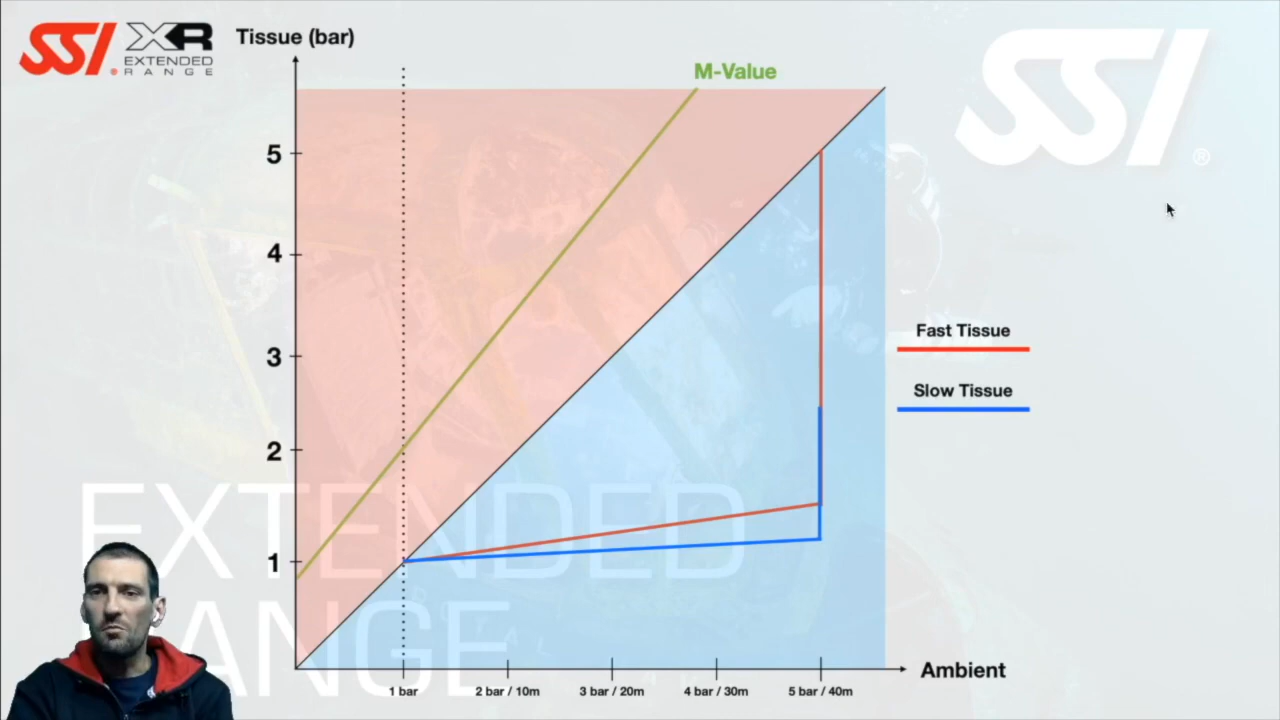 SSI
®
XR
EXTENDED
RANGE
Tissue (bar)
M-Value
SSI
®
5
4
3
2
1
Fast Tissue
Slow Tissue
EXTENDED
RANGE
Ambient
1 bar
2 bar / 10m
3 bar / 20m
4 bar / 30m
5 bar / 40m